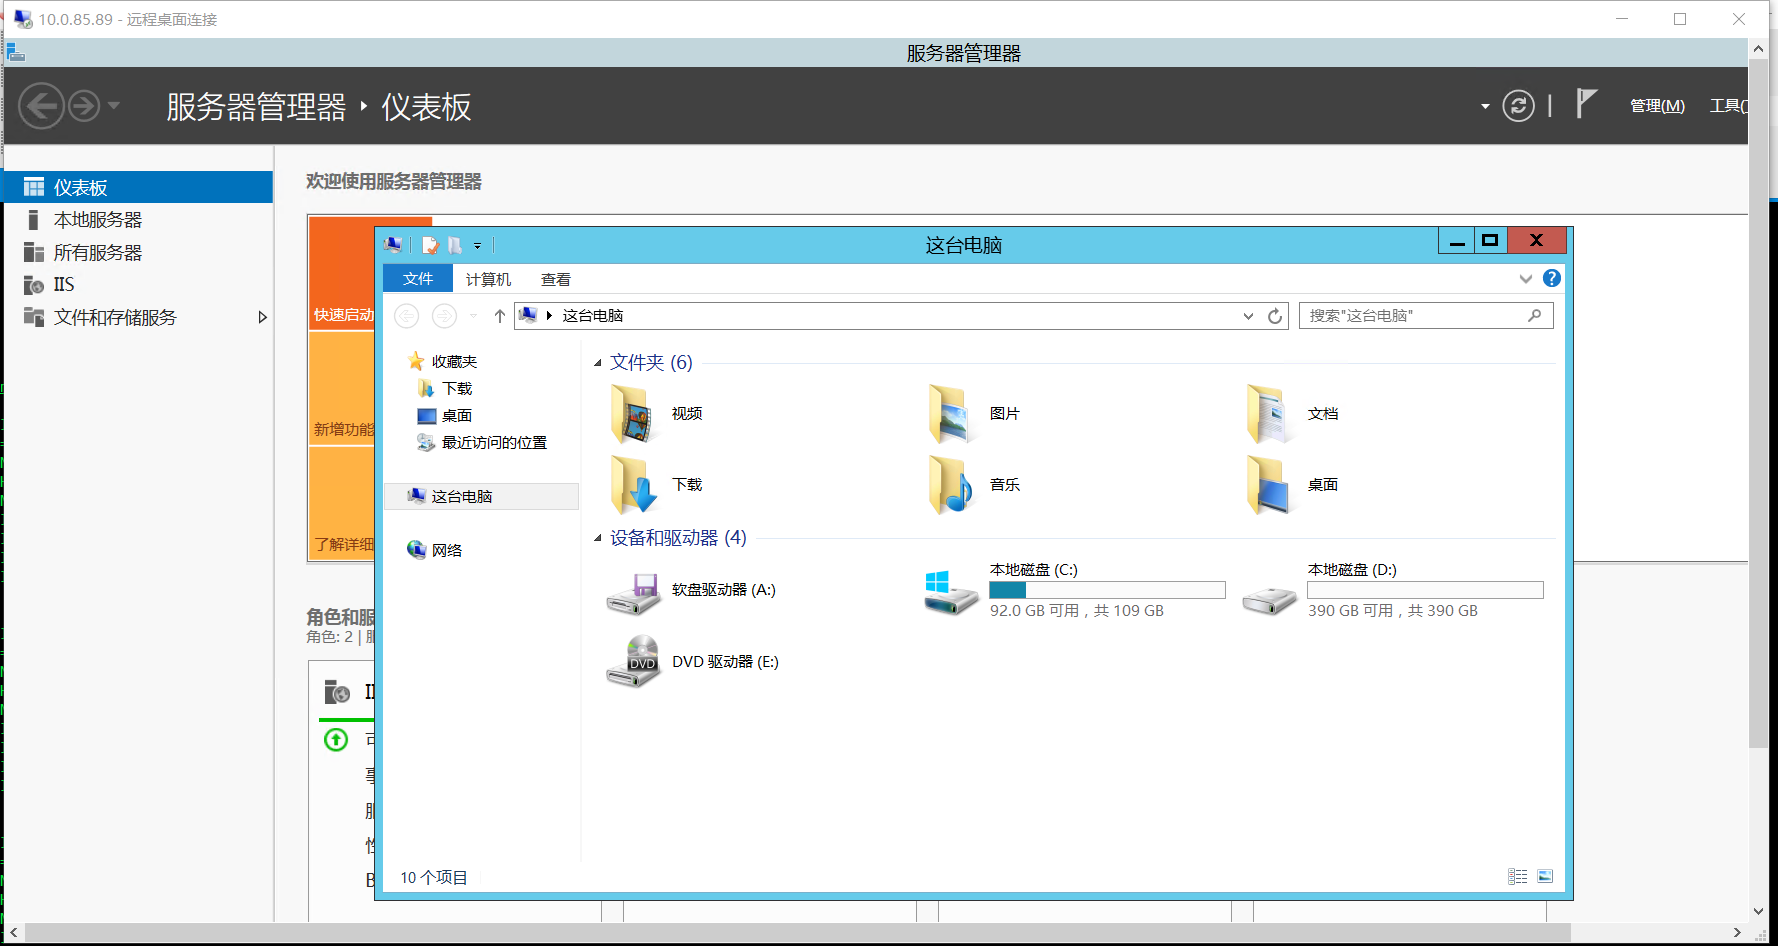 10.0.85.89 - 远程桌面连接
服务器管理器
服务器管理器 仪表板
管理(M) 工具(
仪表板
本地服务器
所有服务器
IIS
文件和存储服务
欢迎使用服务器管理器
快速启动
新增功能
了解详细
角色和服
角色: 2 |
这台电脑
文件 计算机 查看
这台电脑
搜索"这台电脑"
收藏夹
下载
桌面
最近访问的位置
这台电脑
网络
文件夹 (6)
视频 图片 文档
下载 音乐 桌面
设备和驱动器 (4)
软盘驱动器 (A:)
本地磁盘 (C:)
92.0 GB 可用，共 109 GB
本地磁盘 (D:)
390 GB 可用，共 390 GB
DVD
DVD 驱动器 (E:)
10 个项目